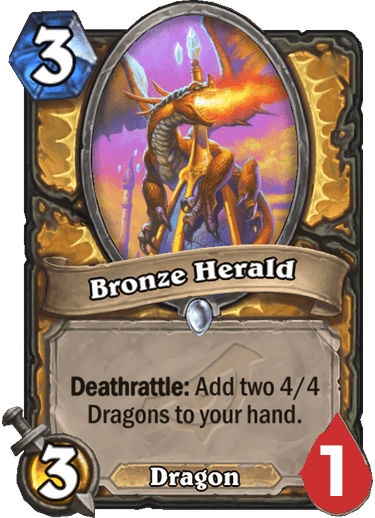 3
Bronze Herald
Deathrattle: Add two 4/4
Dragons to your hand.
3
Dragon
1